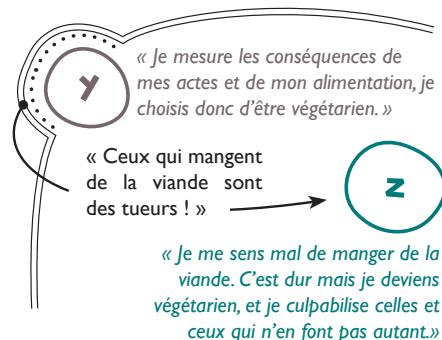 « Je mesure les conséquences de
mes actes et de mon alimentation, je
choisis donc d'être végétarien. »
Y
« Ceux qui mangent
de la viande sont
des tueurs ! »
Z
« Je me sens mal de manger de la
viande. C'est dur mais je deviens
végétarien, et je culpabilise celles et
ceux qui n'en font pas autant.»